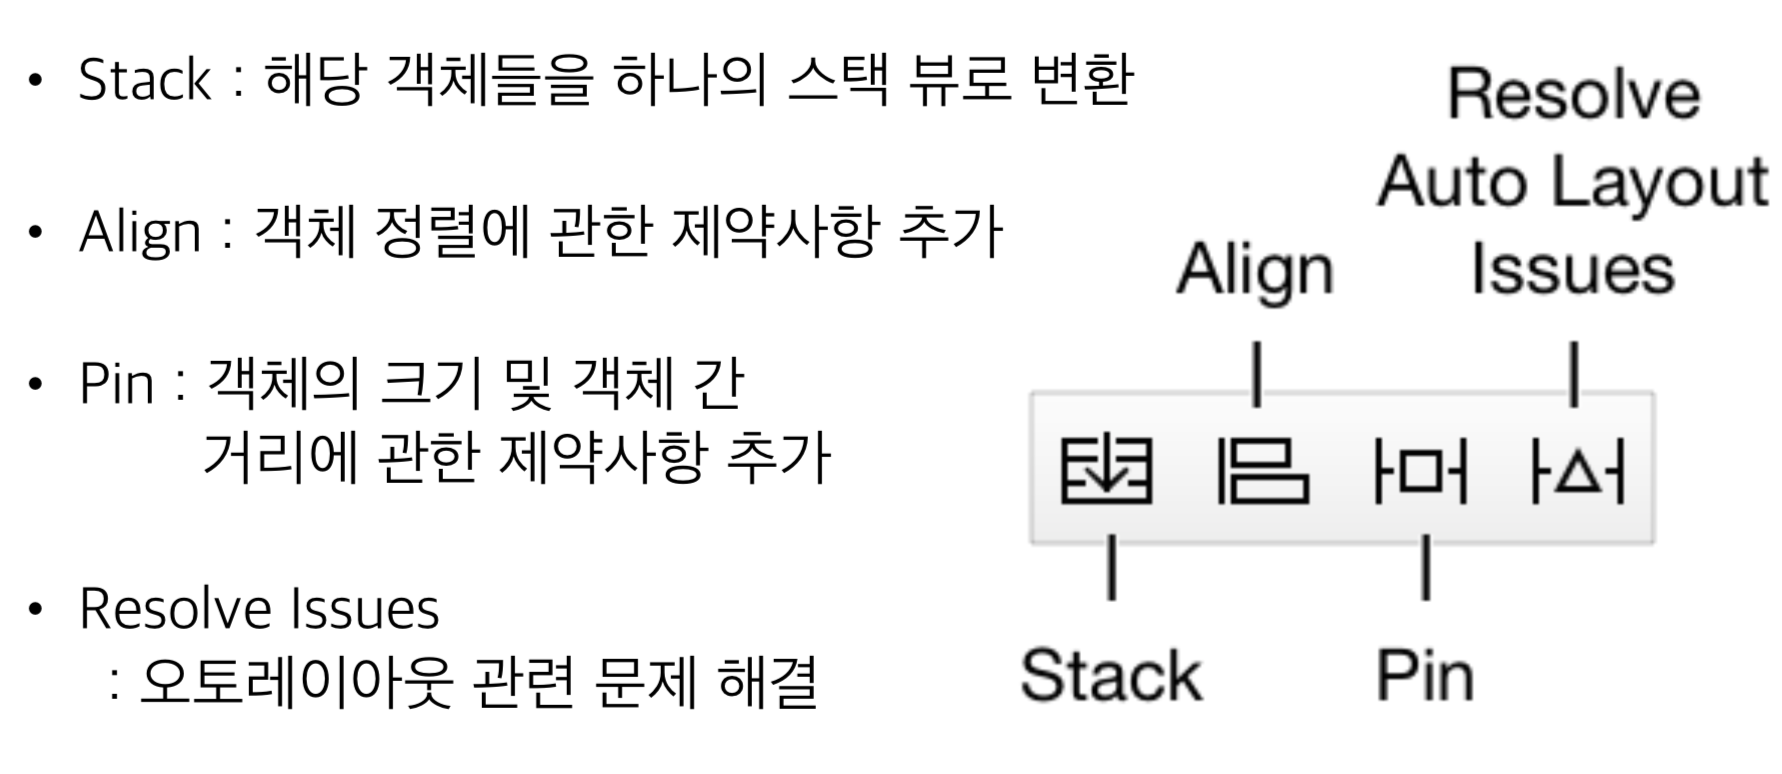 • Stack : 해당 객체들을 하나의 스택 뷰로 변환
• Align : 객체 정렬에 관한 제약사항 추가
• Pin : 객체의 크기 및 객체 간
거리에 관한 제약사항 추가
• Resolve Issues
: 오토레이아웃 관련 문제 해결
Resolve
Auto Layout
Issues
Align
Stack
Pin